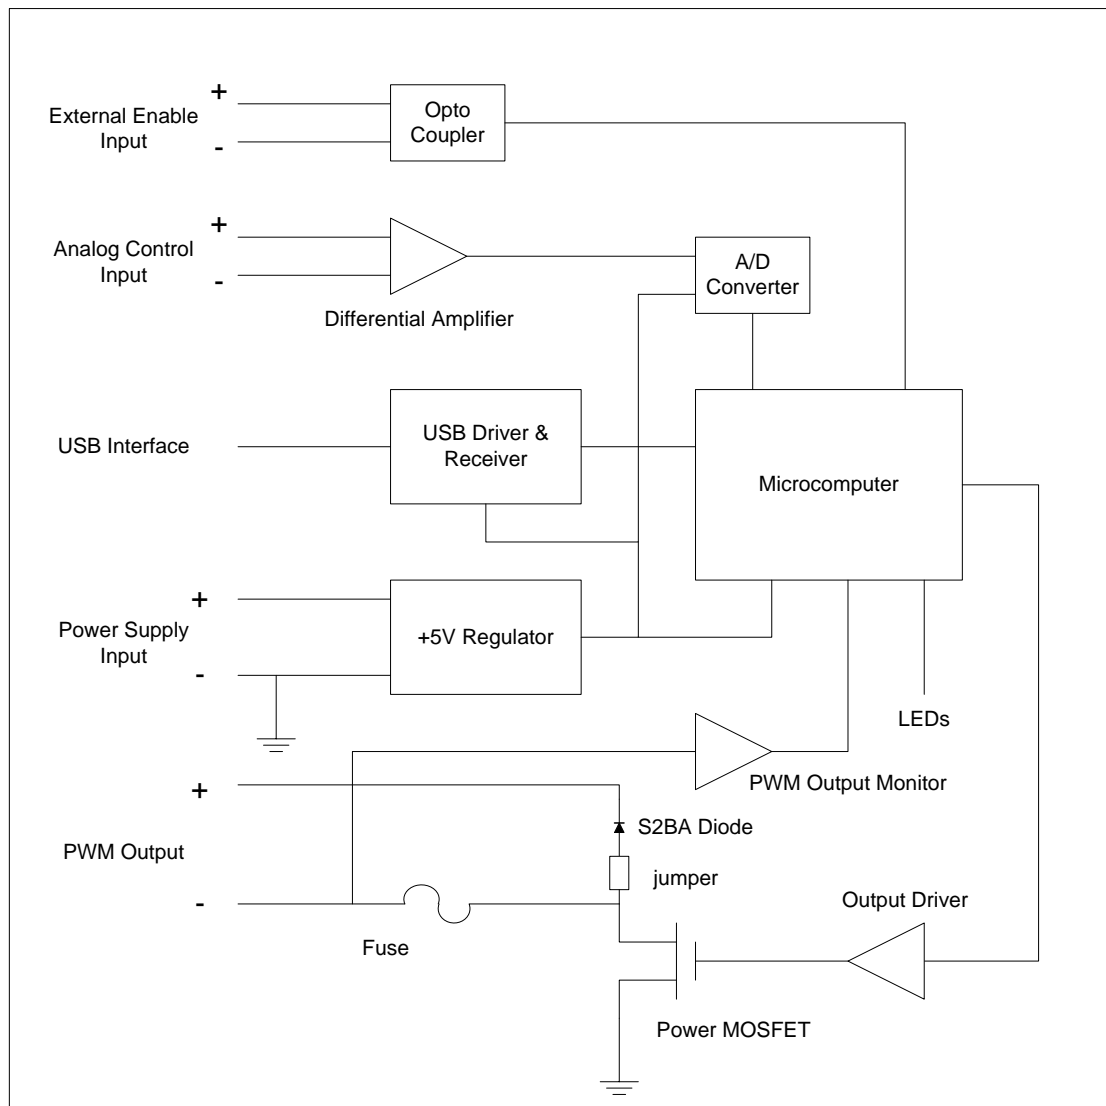 +
External Enable
Input
-
Opto
Coupler
+
Analog Control
Input
-
Differential Amplifier
A/D
Converter
USB Interface
USB Driver &
Receiver
Microcomputer
+
Power Supply
Input
-
+5V Regulator
LEDs
PWM Output Monitor
+
PWM Output
-
S2BA Diode
jumper
Fuse
Output Driver
Power MOSFET